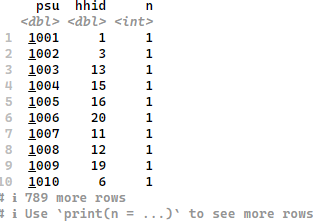 psu hhid n
<dbl> <dbl> <int>
1 1001 1 1
2 1002 3 1
3 1003 13 1
4 1004 15 1
5 1005 16 1
6 1006 20 1
7 1007 11 1
8 1008 12 1
9 1009 19 1
10 1010 6 1
# ℹ 789 more rows
# ℹ Use `print(n = ...)` to see more rows